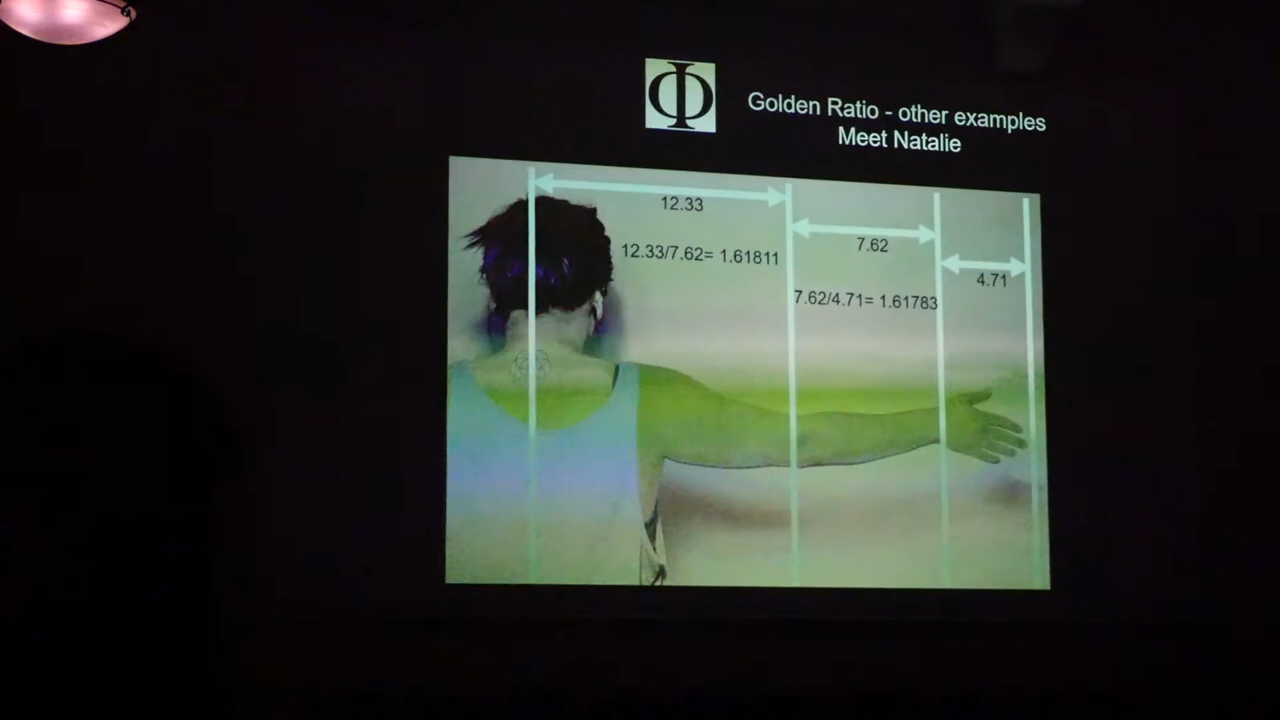 Φ
Golden Ratio - other examples
Meet Natalie
12.33
7.62
4.71
12.33/7.62= 1.61811
7.62/4.71= 1.61783